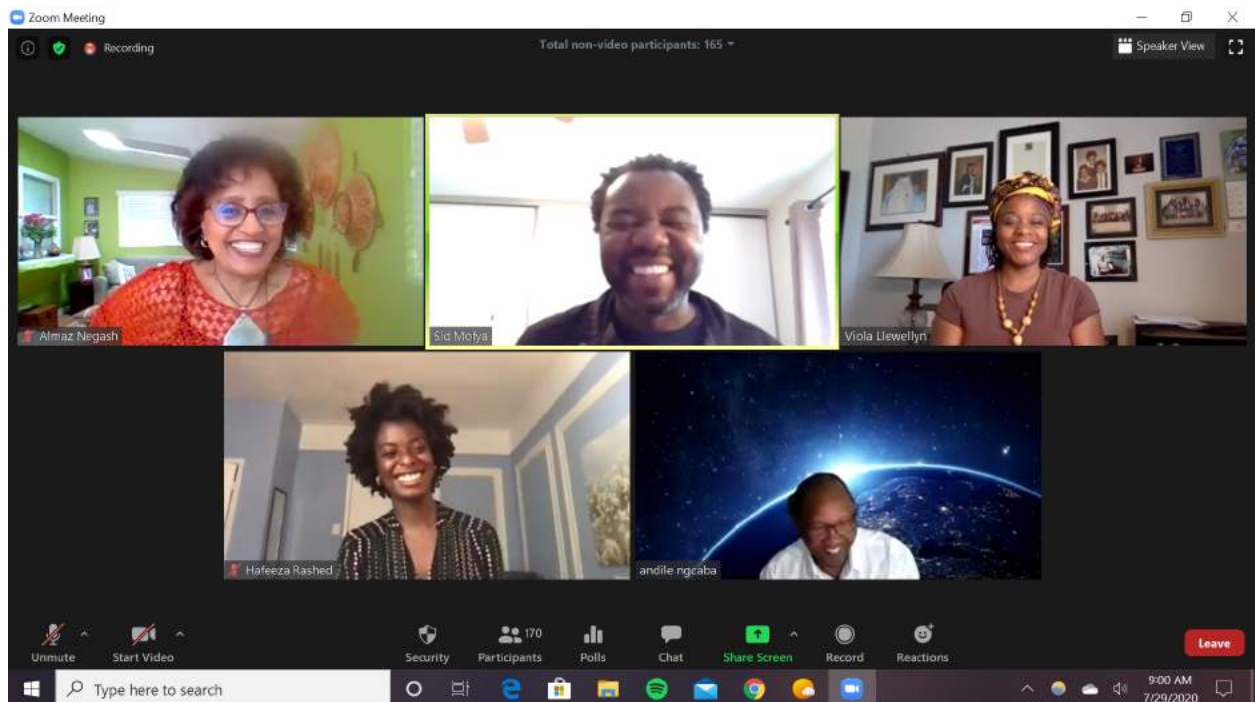 Zoom Meeting
Recording
Total non-video participants: 165
Speaker View
Almaz Negash
Sid Mofya
Viola Llewellyn
Hafeeza Rashed
andile ngcaba
Unmute
Start Video
Security
170
Participants
Polls
Chat
Share Screen
Record
Reactions
Leave
Type here to search
9:00 AM
7/29/2020